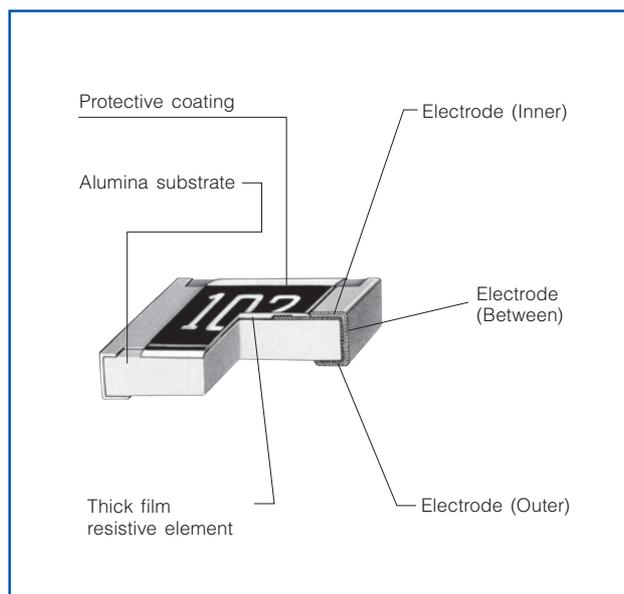 Protective coating
Electrode (Inner)
Alumina substrate
102
Electrode
(Between)
Thick film
resistive element
Electrode (Outer)